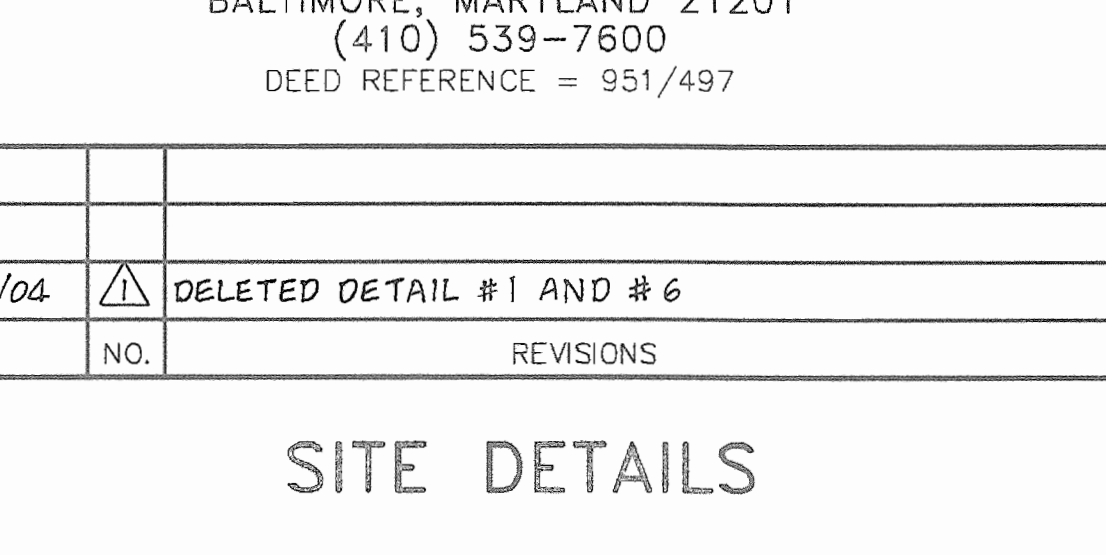 BALTIMORE, MARYLAND 21201
(410) 539-7600
DEED REFERENCE = 951/497
/04 1 DELETED DETAIL #1 AND #6
NO. REVISIONS
SITE DETAILS